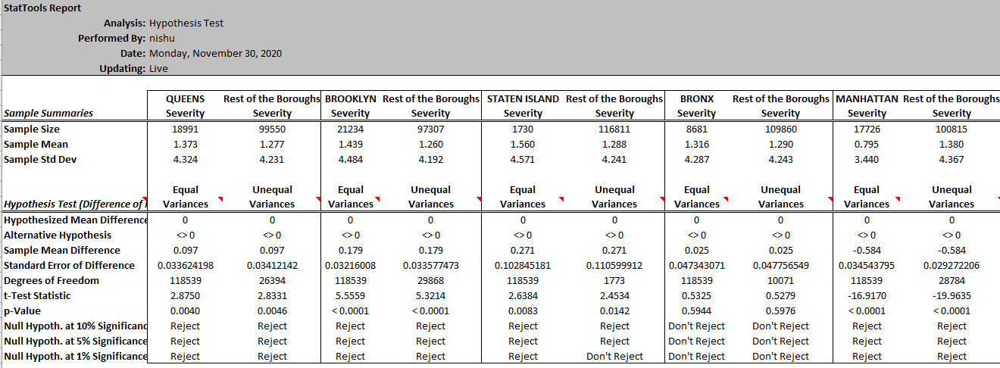 StatTools Report
Analysis: Hypothesis Test
Performed By: nishu
Date: Monday, November 30, 2020
Updating: Live
QUEENS Rest of the Boroughs BROOKLYN Rest of the Boroughs STATEN ISLAND Rest of the Boroughs BRONX Rest of the Boroughs MANHATTAN Rest of the Boroughs
Sample Summaries Severity Severity Severity Severity Severity Severity Severity Severity Severity Severity
Sample Size 18991 99550 21234 97307 1730 116811 8681 109860 17726 100815
Sample Mean 1.373 1.277 1.439 1.260 1.560 1.288 1.316 1.290 0.795 1.380
Sample Std Dev 4.324 4.231 4.484 4.192 4.571 4.241 4.287 4.243 3.440 4.367
Equal Unequal Equal Unequal Equal Unequal Equal Unequal Equal Unequal
Hypothesis Test (Difference of Variances Variances Variances Variances Variances Variances Variances Variances Variances Variances
Hypothesized Mean Difference 0 0 0 0 0 0 0 0 0 0
Alternative Hypothesis <> 0 <> 0 <> 0 <> 0 <> 0 <> 0 <> 0 <> 0 <> 0 <> 0
Sample Mean Difference 0.097 0.097 0.179 0.179 0.271 0.271 0.025 0.025 -0.584 -0.584
Standard Error of Difference 0.033624198 0.03412142 0.03216008 0.033577473 0.102845181 0.110599912 0.047343071 0.047756549 0.034543795 0.029272206
Degrees of Freedom 118539 26394 118539 29868 118539 1773 118539 10071 118539 28784
t-Test Statistic 2.8750 2.8331 5.5559 5.3214 2.6384 2.4534 0.5325 0.5279 -16.9170 -19.9635
p-Value 0.0040 0.0046 < 0.0001 < 0.0001 0.0083 0.0142 0.5944 0.5976 < 0.0001 < 0.0001
Null Hypoth. at 10% Significanc Reject Reject Reject Reject Reject Reject Don't Reject Don't Reject Reject Reject
Null Hypoth. at 5% Significance Reject Reject Reject Reject Reject Reject Don't Reject Don't Reject Reject Reject
Null Hypoth. at 1% Significance Reject Reject Reject Reject Reject Don't Reject Don't Reject Don't Reject Reject Reject